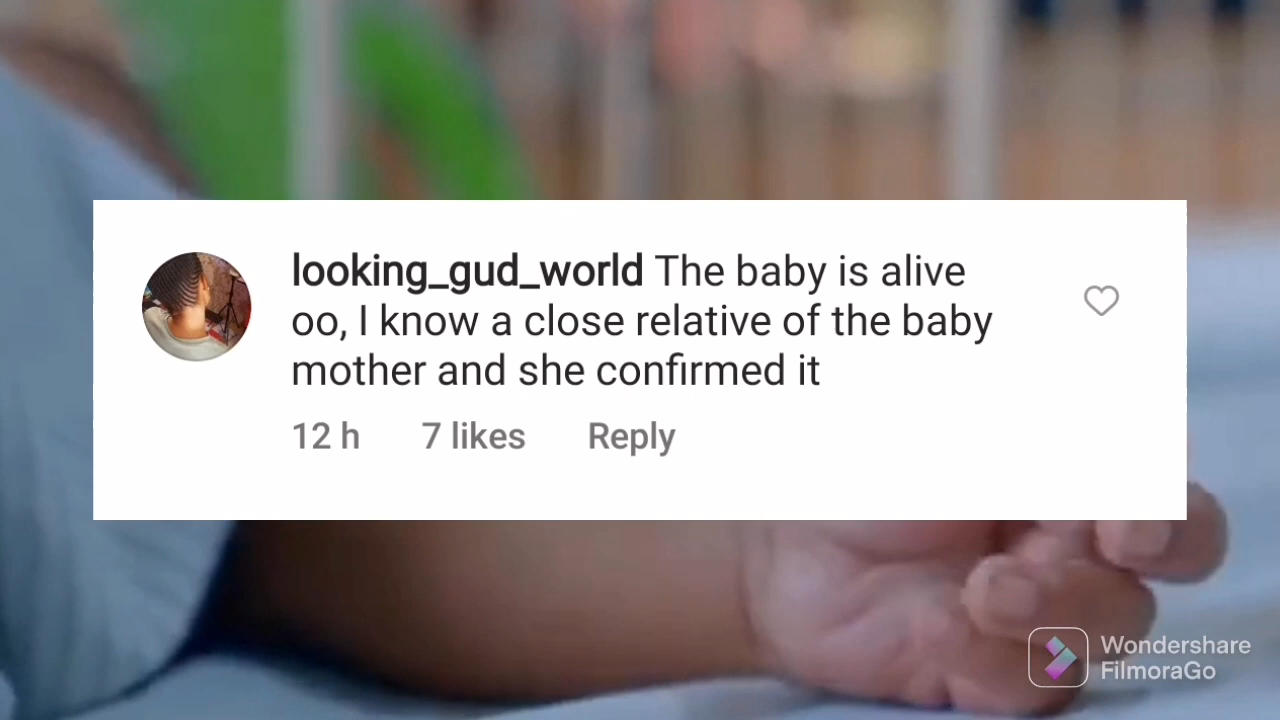 looking_gud_world The baby is alive
oo, I know a close relative of the baby
mother and she confirmed it
12 h 7 likes Reply
Wondershare
FilmoraGo